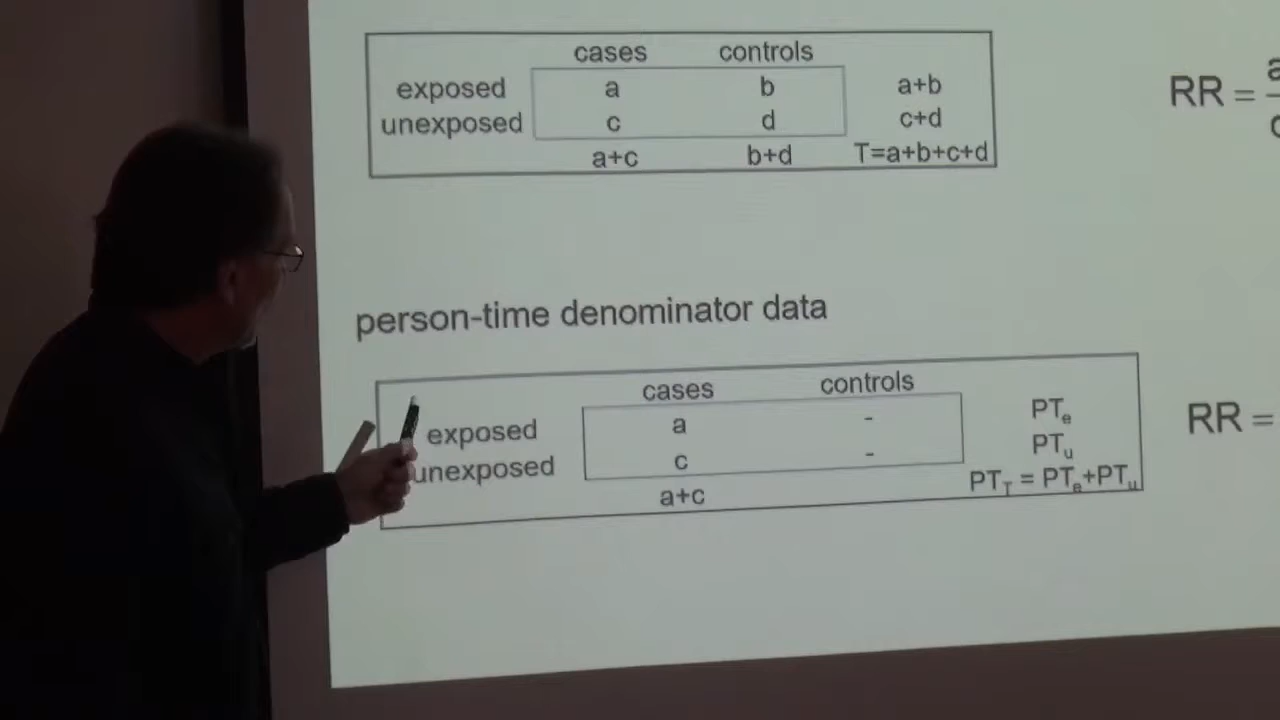 cases controls
exposed a b a+b
unexposed c d c+d
a+c b+d T=a+b+c+d
RR =
person-time denominator data
cases controls
exposed a - PTe
unexposed c - PTu
a+c PTT = PTe+PTu
RR =